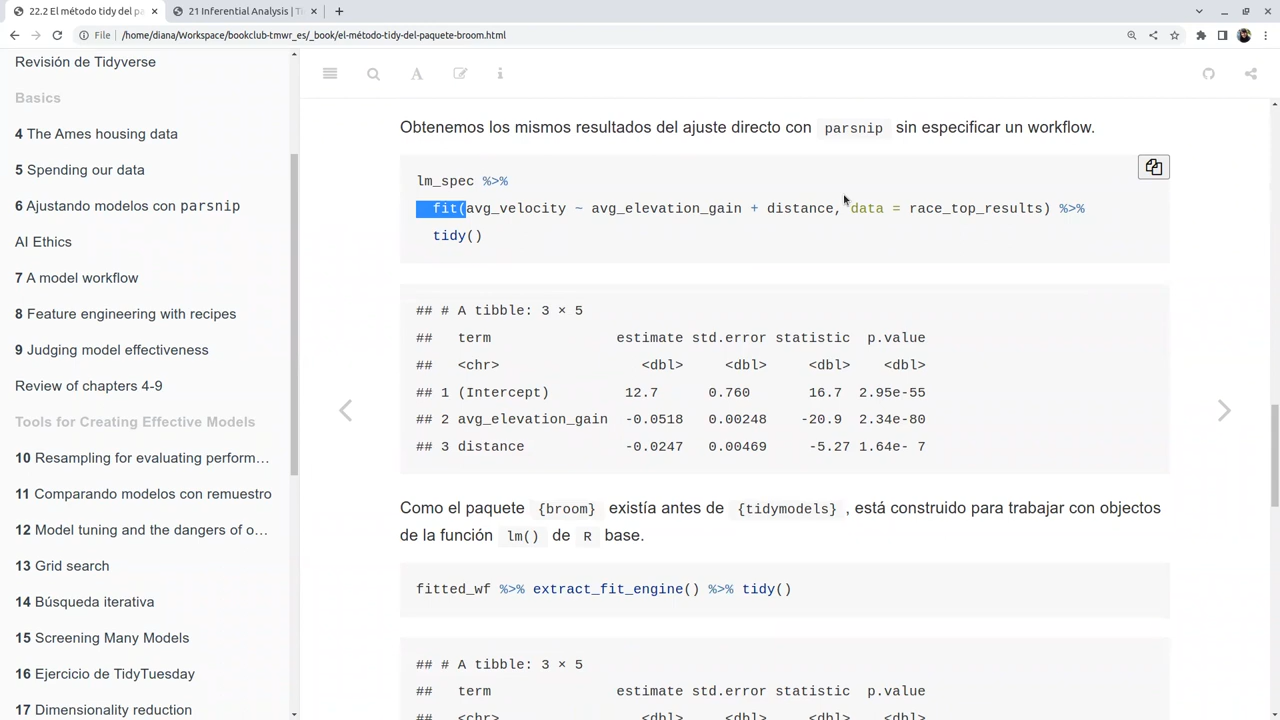 22.2 El método tidy del pa
21 Inferential Analysis | T
File
/home/diana/Workspace/bookclub-tmwr_es/_book/el-método-tidy-del-paquete-broom.html
Revisión de Tidyverse
Basics
4 The Ames housing data
5 Spending our data
6 Ajustando modelos con parsnip
AI Ethics
7 A model workflow
8 Feature engineering with recipes
9 Judging model effectiveness
Review of chapters 4-9
Tools for Creating Effective Models
10 Resampling for evaluating perform…
11 Comparando modelos con remuestro
12 Model tuning and the dangers of o…
13 Grid search
14 Búsqueda iterativa
15 Screening Many Models
16 Ejercicio de TidyTuesday
17 Dimensionality reduction
Obtenemos los mismos resultados del ajuste directo con parsnip sin especificar un workflow.
lm_spec %>%
fit(avg_velocity ~ avg_elevation_gain + distance, data = race_top_results) %>%
tidy()
## # A tibble: 3 × 5
##   term               estimate std.error statistic  p.value
##   <chr>                 <dbl>     <dbl>     <dbl>    <dbl>
## 1 (Intercept)         12.7      0.760       16.7  2.95e-55
## 2 avg_elevation_gain  -0.0518   0.00248    -20.9  2.34e-80
## 3 distance            -0.0247   0.00469     -5.27 1.64e- 7
Como el paquete {broom} existía antes de {tidymodels} , está construido para trabajar con objetos
de la función lm() de R base.
fitted_wf %>% extract_fit_engine() %>% tidy()
## # A tibble: 3 × 5
##   term               estimate std.error statistic  p.value
##   <chr>                 <dbl>     <dbl>     <dbl>    <dbl>